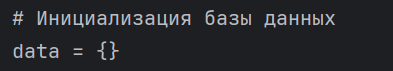 # Инициализация базы данных
data = {}